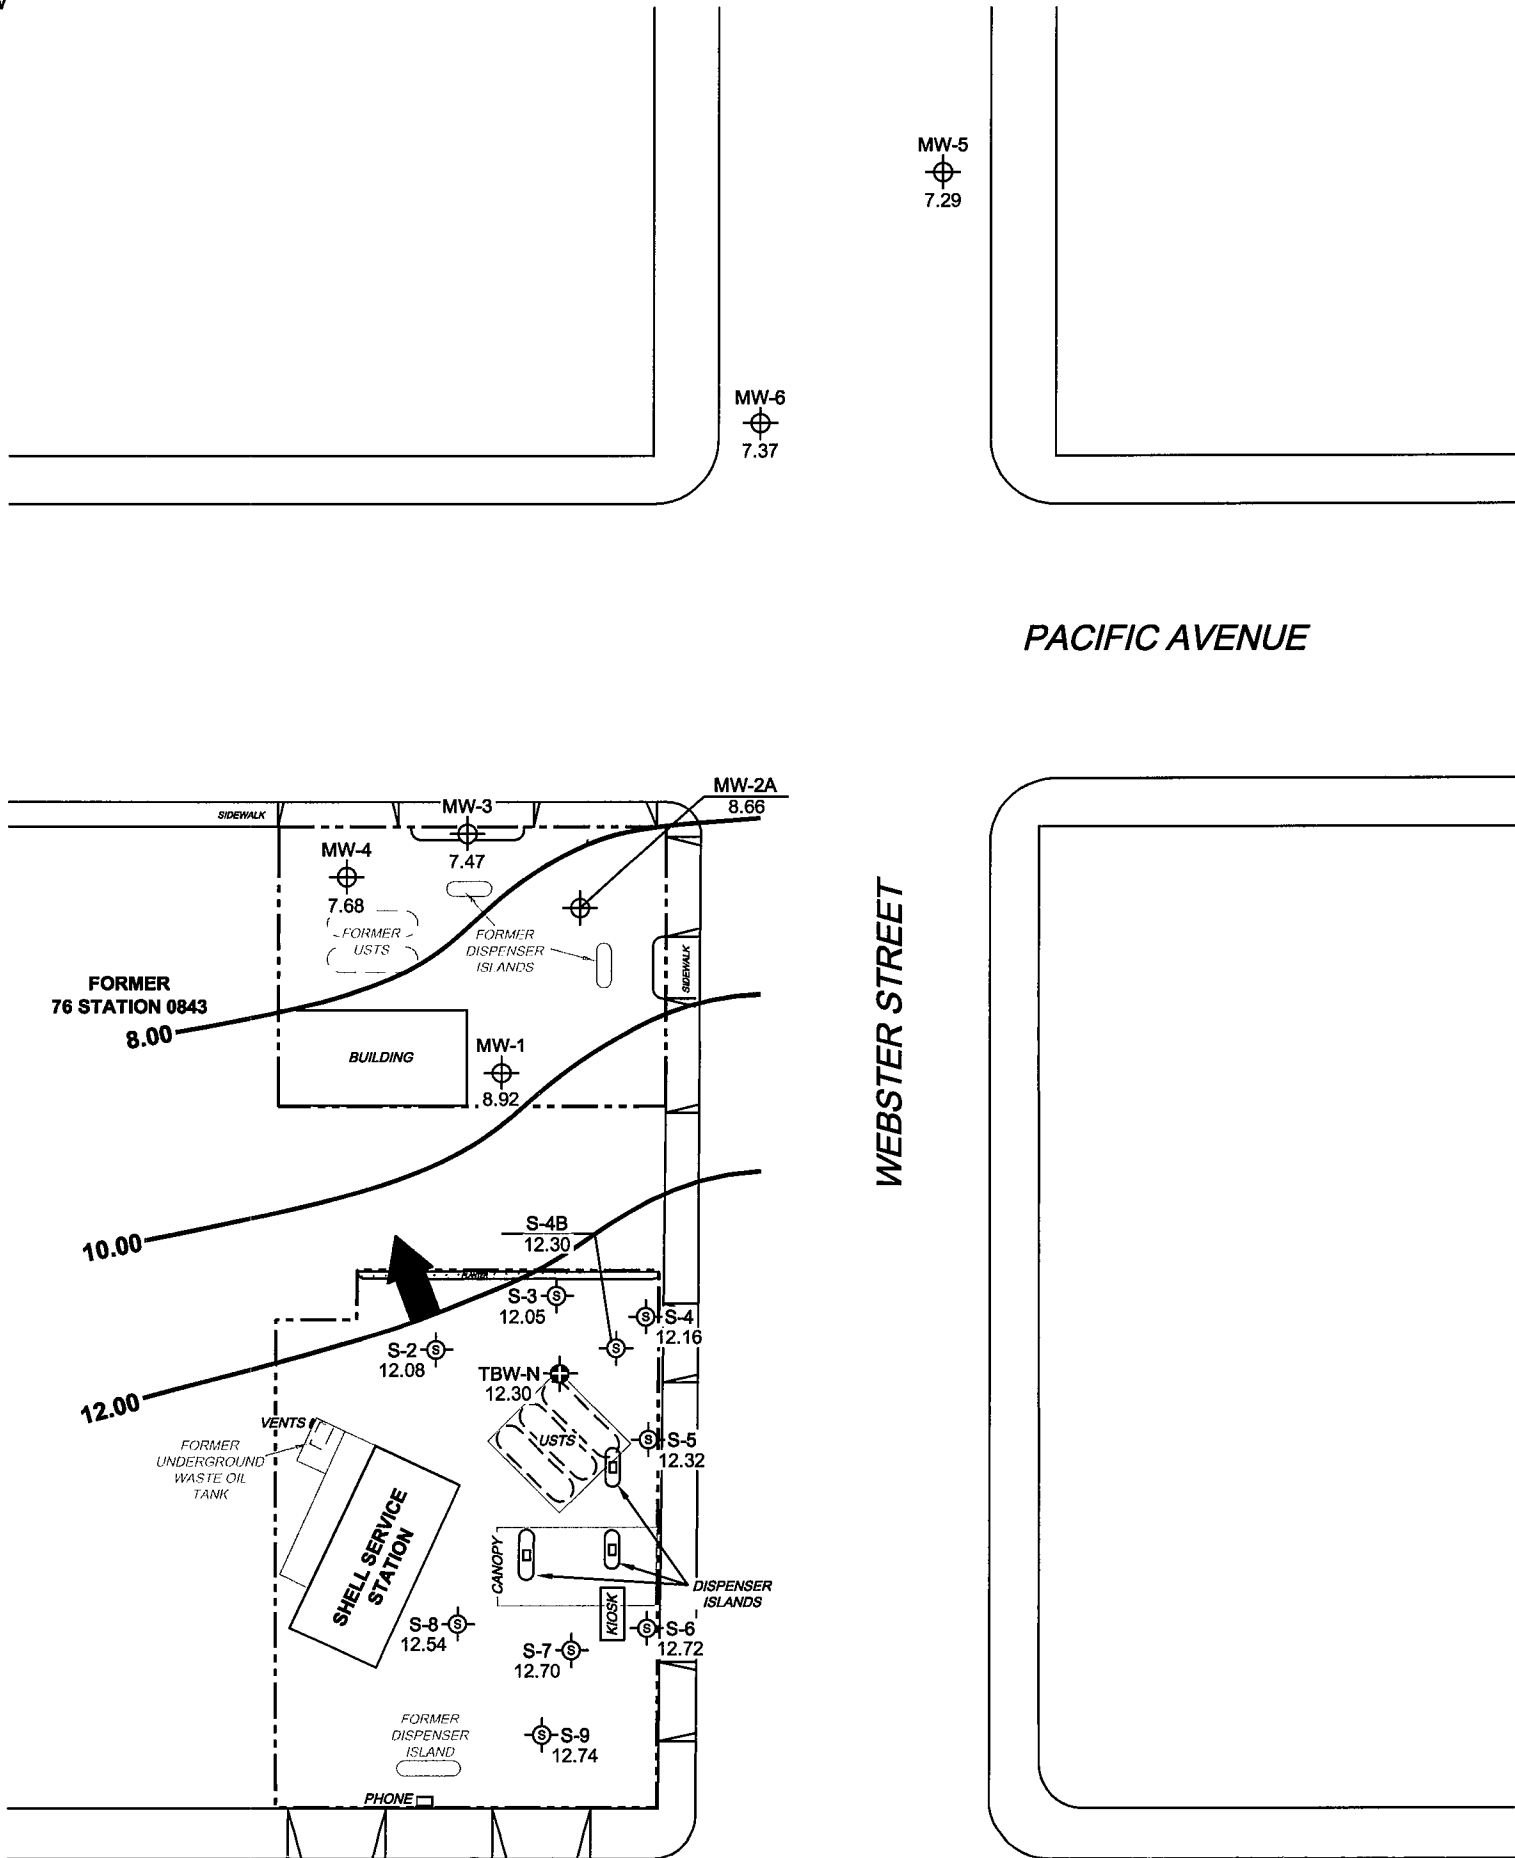 MW-5
7.29
MW-6
7.37
PACIFIC AVENUE
MW-2A
8.66
SIDEWALK
MW-3
7.47
MW-4
7.68
FORMER
USTS
FORMER
DISPENSER
ISLANDS
SIDEWALK
WEBSTER STREET
FORMER
76 STATION 0843
8.00
BUILDING
MW-1
8.92
10.00
S-4B
12.30
PLANTER
S-3
12.05
S-4
12.16
S-2
12.08
TBW-N
12.30
12.00
VENTS
FORMER
UNDERGROUND
WASTE OIL
TANK
USTS
S-5
12.32
SHELL SERVICE
STATION
CANOPY
DISPENSER
ISLANDS
KIOSK
S-8
12.54
S-6
12.72
S-7
12.70
FORMER
DISPENSER
ISLAND
S-9
12.74
PHONE